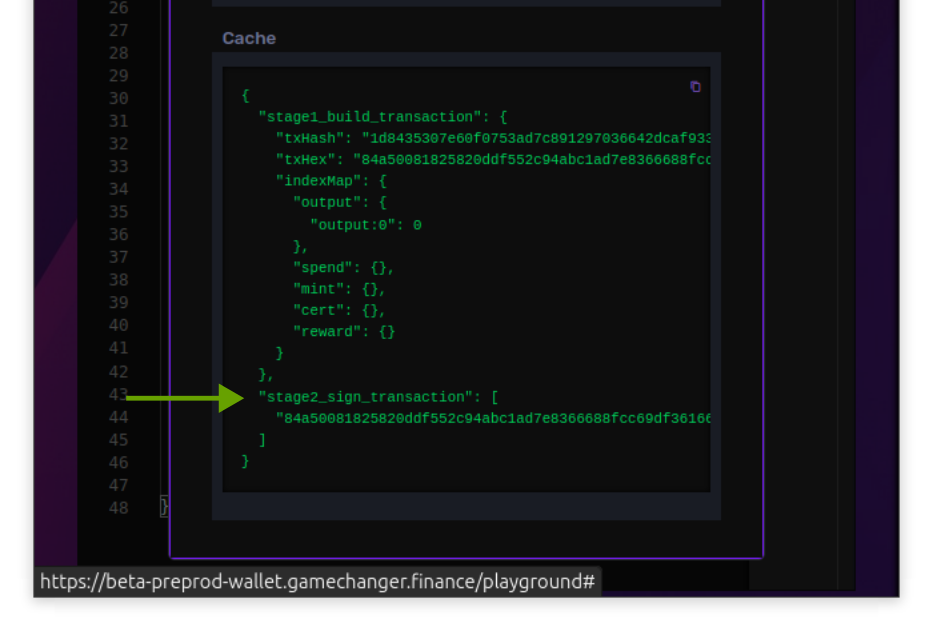 26
27
28
29
30
31
32
33
34
35
36
37
38
39
40
41
42
43
44
45
46
47
48 }
Cache
{
"stage1_build_transaction": {
"txHash": "1d8435307e60f0753ad7c891297036642dcaf933
"txHex": "84a50081825820ddf552c94abc1ad7e8366688fcc
"indexMap": {
"output": {
"output:0": 0
},
"spend": {},
"mint": {},
"cert": {},
"reward": {}
}
},
"stage2_sign_transaction": [
"84a50081825820ddf552c94abc1ad7e8366688fcc69df36166
]
}
https://beta-preprod-wallet.gamechanger.finance/playground#